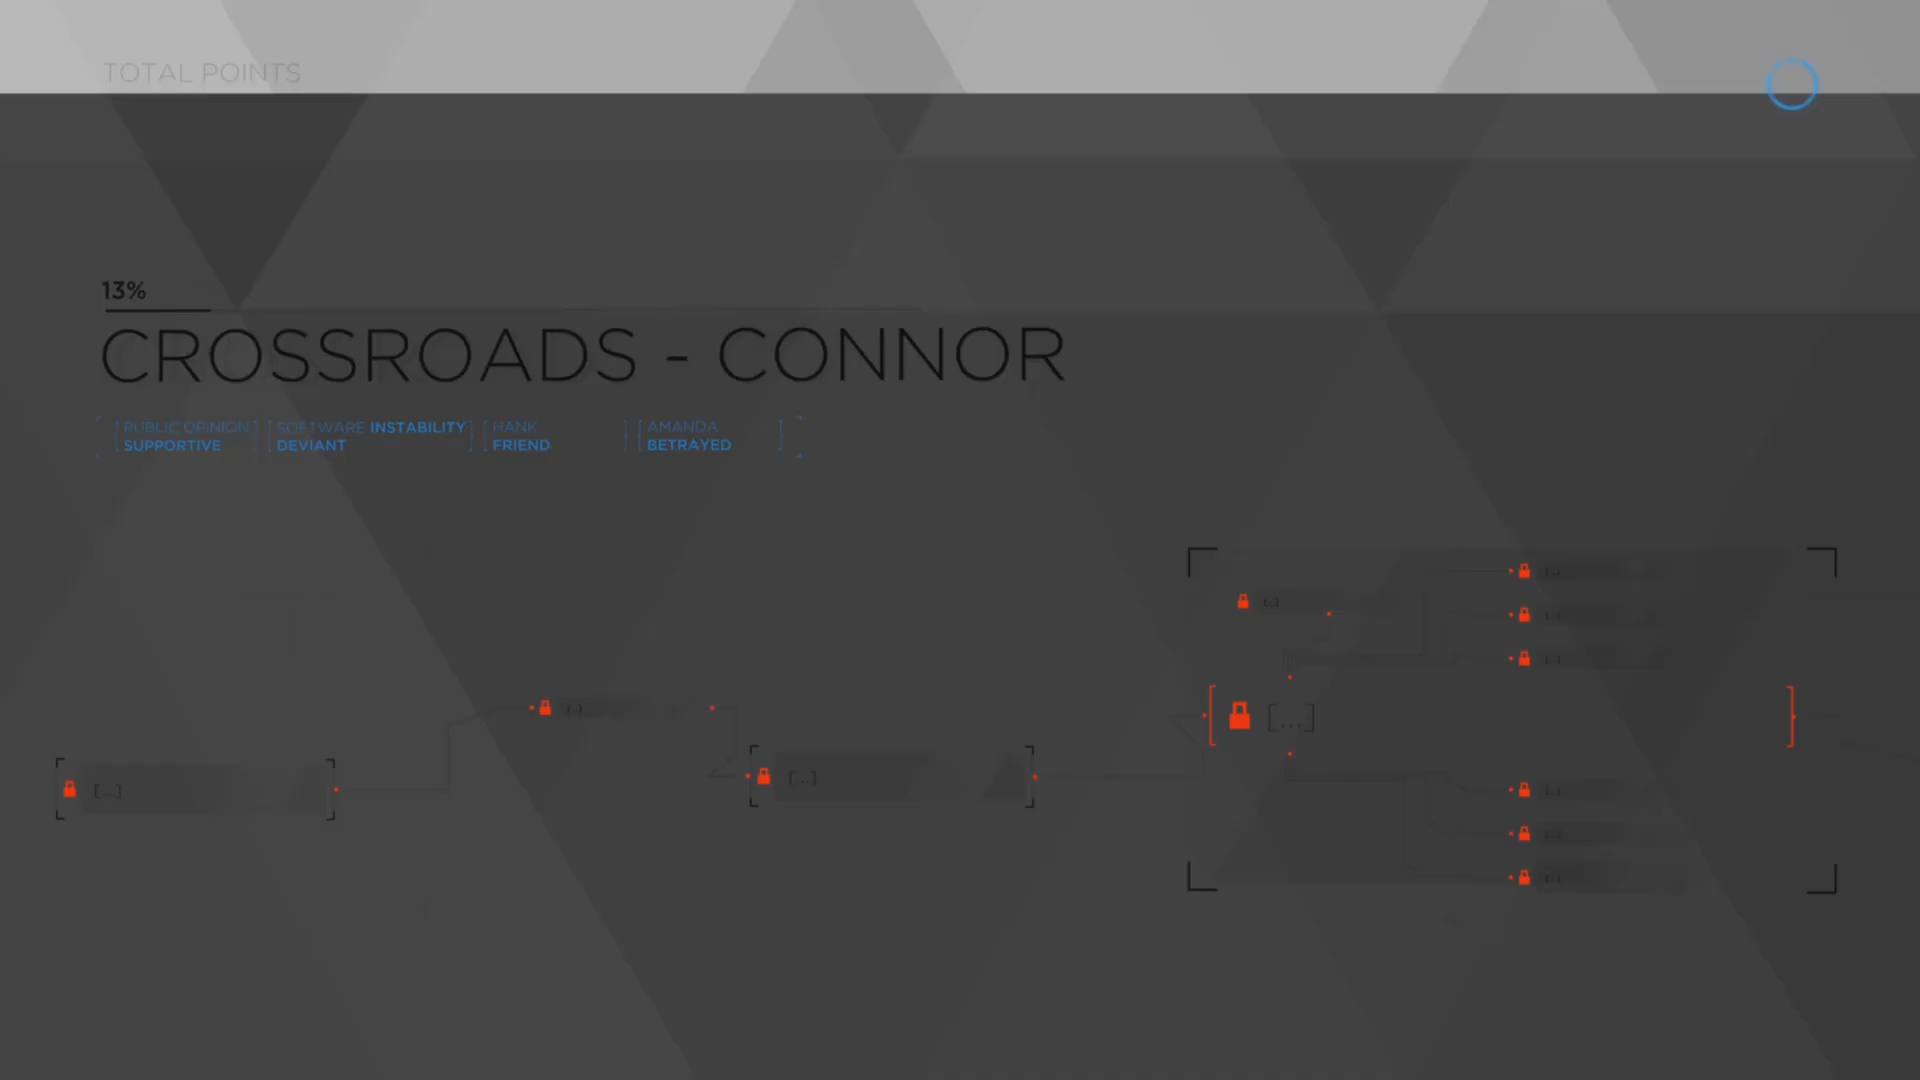 TOTAL POINTS
13%
CROSSROADS - CONNOR
PUBLIC OPINION
SUPPORTIVE
SOFTWARE INSTABILITY
DEVIANT
HANK
FRIEND
AMANDA
BETRAYED
[...]
[...]
[...]
[...]
[...]
[...]
[...]
[...]
[...]
[...]
[...]